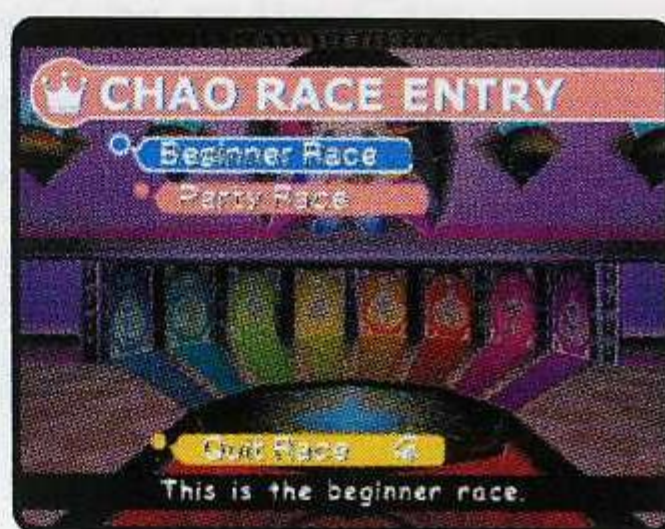 CHAO RACE ENTRY
Beginner Race
Party Race
Quit Race
This is the beginner race.